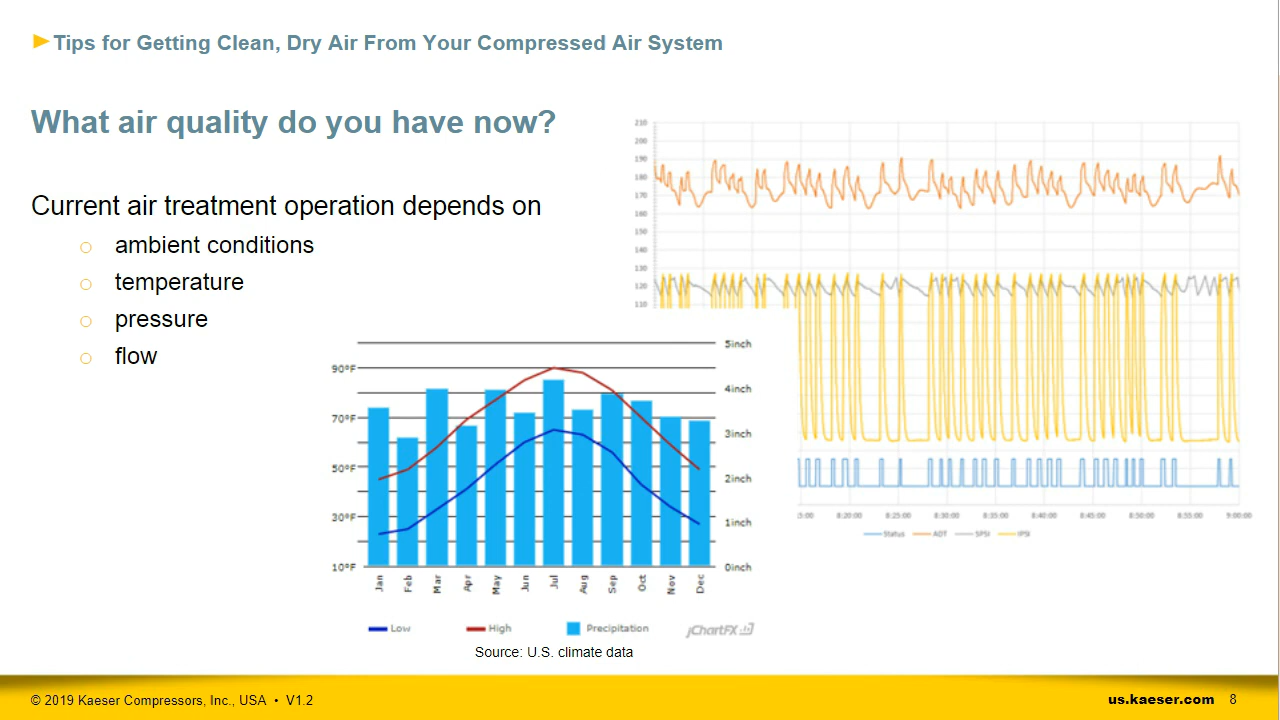 Tips for Getting Clean, Dry Air From Your Compressed Air System
What air quality do you have now?
Current air treatment operation depends on
ambient conditions
temperature
pressure
flow
210
200
190
180
170
160
150
140
130
120
110
:5:00 8:20:00 8:25:00 8:30:00 8:35:00 8:40:00 8:45:00 8:50:00 8:55:00 9:00:00
Status ADT SPSI IPSI
90°F
70°F
50°F
30°F
10°F
5inch
4inch
3inch
2inch
1inch
0inch
Jan Feb Mar Apr May Jun Jul Aug Sep Oct Nov Dec
Low High Precipitation jChartFX
Source: U.S. climate data
© 2019 Kaeser Compressors, Inc., USA • V1.2
us.kaeser.com 8